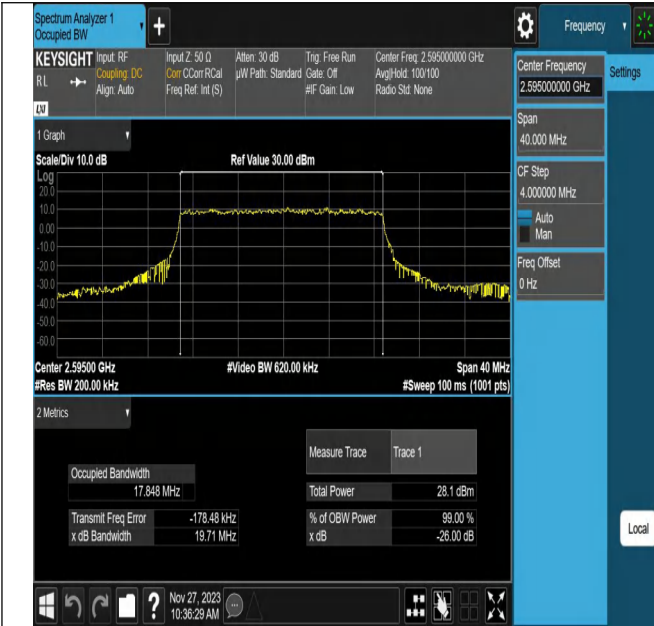 Spectrum Analyzer 1
Occupied BW
+
Frequency
KEYSIGHT
RL
LXI
Input: RF
Coupling: DC
Align: Auto
Input Z: 50 Ω
Corr CCorr RCal
Freq Ref: Int (S)
Atten: 30 dB
µW Path: Standard
Trig: Free Run
Gate: Off
#IF Gain: Low
Center Freq: 2.595000000 GHz
Avg|Hold: 100/100
Radio Std: None
Center Frequency
2.595000000 GHz
Settings
Span
40.000 MHz
CF Step
4.000000 MHz
Auto
Man
Freq Offset
0 Hz
Local
1 Graph
Scale/Div 10.0 dB
Ref Value 30.00 dBm
Log
20.0
10.0
0.00
-10.0
-20.0
-30.0
-40.0
-50.0
-60.0
Center 2.59500 GHz
#Video BW 620.00 kHz
Span 40 MHz
#Res BW 200.00 kHz
#Sweep 100 ms (1001 pts)
2 Metrics
Measure Trace Trace 1
Occupied Bandwidth
17.848 MHz
Total Power 28.1 dBm
Transmit Freq Error -178.48 kHz
% of OBW Power 99.00 %
x dB Bandwidth 19.71 MHz
x dB -26.00 dB
?
Nov 27, 2023
10:36:29 AM